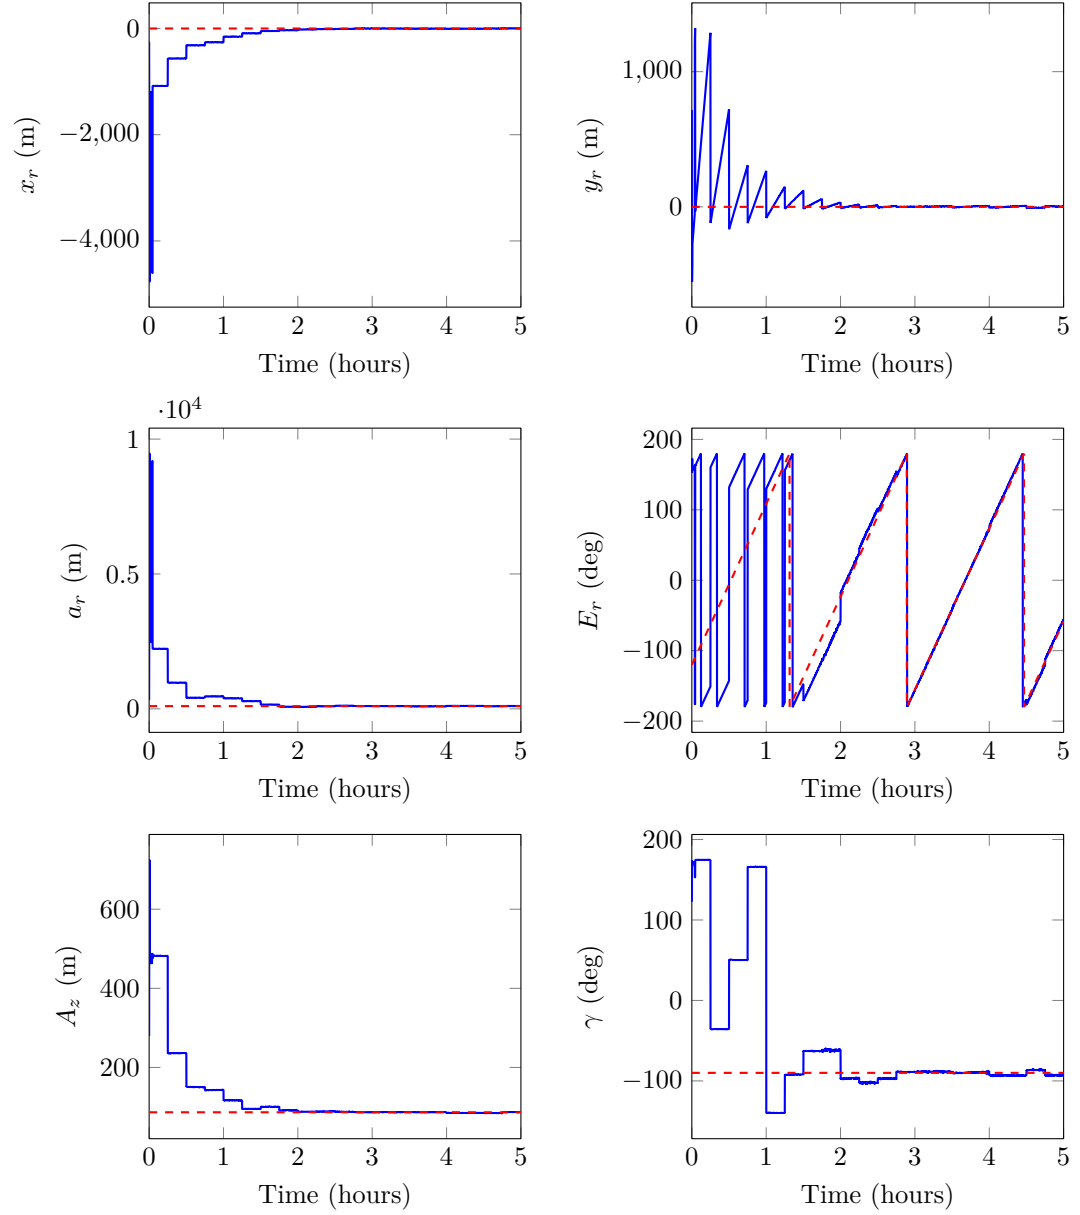 0
−2,000
−4,000
x_r (m)
0 1 2 3 4 5
Time (hours)
1,000
0
y_r (m)
0 1 2 3 4 5
Time (hours)
·10^4
1
0.5
0
a_r (m)
0 1 2 3 4 5
Time (hours)
200
100
0
−100
−200
E_r (deg)
0 1 2 3 4 5
Time (hours)
600
400
200
A_z (m)
0 1 2 3 4 5
Time (hours)
200
100
0
−100
γ (deg)
0 1 2 3 4 5
Time (hours)